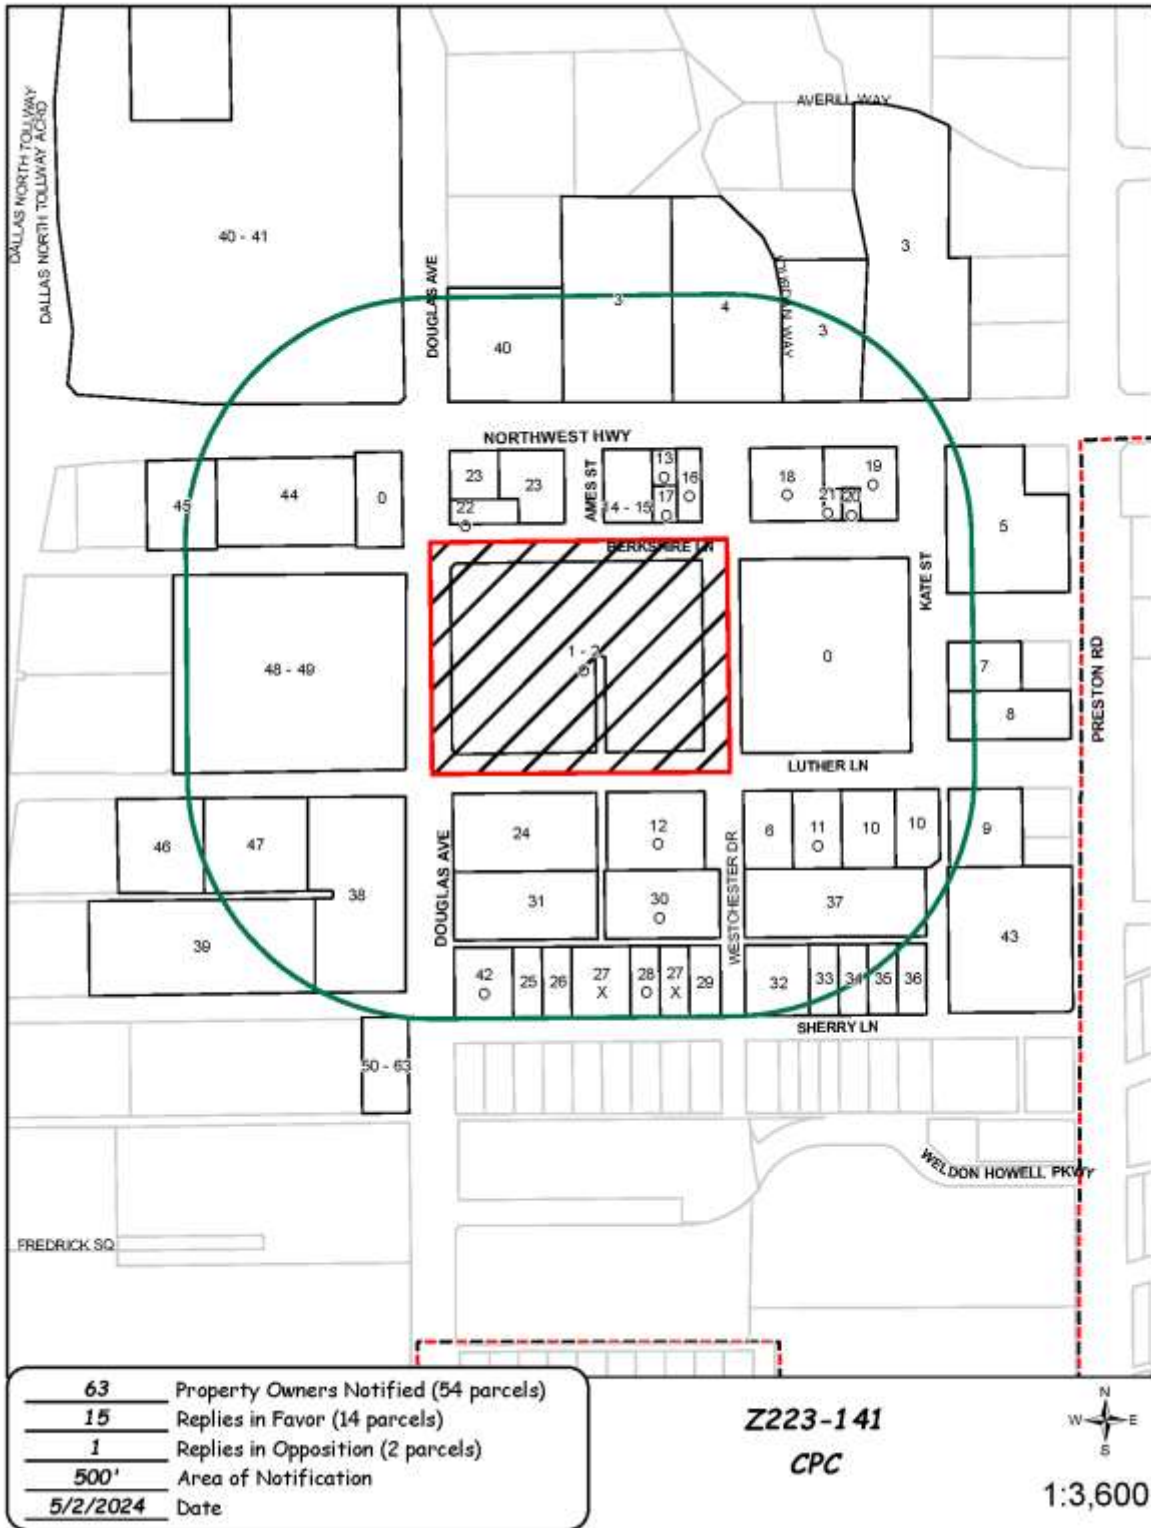 AVERILL WAY
DALLAS NORTH TOLLWAY
DALLAS NORTH TOLLWAY ACRD
40 - 41
DOUGLAS AVE
3
3
4
3
40
NORTHWEST HWY
AMES ST
23
23
22
O
13
O
14 - 15
17
O
16
O
18
O
19
O
21
O
20
O
45
44
0
5
BERKSHIRE LN
KATE ST
48 - 49
1 - 2
O
0
7
8
PRESTON RD
LUTHER LN
46
47
38
39
DOUGLAS AVE
24
12
O
31
30
O
WESTCHESTER DR
6
11
O
10
10
9
37
43
42
O
25
26
27
X
28
O
27
X
29
32
33
34
35
36
SHERRY LN
50 - 63
WELDON HOWELL PKWY
FREDRICK SQ
63 Property Owners Notified (54 parcels)
15 Replies in Favor (14 parcels)
1 Replies in Opposition (2 parcels)
500' Area of Notification
5/2/2024 Date
Z223-141
CPC
N
W E
S
1:3,600